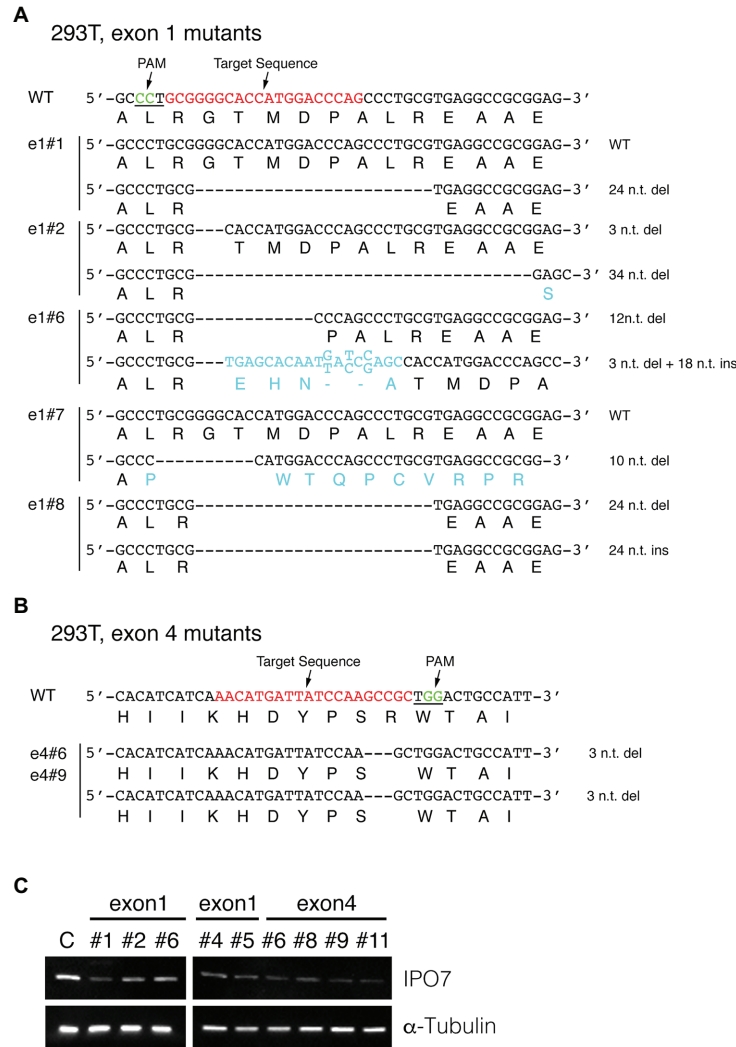 A
293T, exon 1 mutants
PAM Target Sequence
WT 5′-GCCCTGCGGGGCACCATGGACCCAGCCCTGCGTGAGGCCGCGGAG-3′
A L R G T M D P A L R E A A E
e1#1 5′-GCCCTGCGGGGCACCATGGACCCAGCCCTGCGTGAGGCCGCGGAG-3′ WT
A L R G T M D P A L R E A A E
5′-GCCCTGCG------------------------TGAGGCCGCGGAG-3′ 24 n.t. del
A L R E A A E
e1#2 5′-GCCCTGCG---CACCATGGACCCAGCCCTGCGTGAGGCCGCGGAG-3′ 3 n.t. del
A L R T M D P A L R E A A E
5′-GCCCTGCG----------------------------------GAGC-3′ 34 n.t. del
A L R S
e1#6 5′-GCCCTGCG------------CCCAGCCCTGCGTGAGGCCGCGGAG-3′ 12n.t. del
A L R P A L R E A A E
5′-GCCCTGCG---TGAGCACAATGATCCAGCCACCATGGACCCAGCC-3′ 3 n.t. del + 18 n.t. ins
T CC G
A L R E H N - - A T M D P A
e1#7 5′-GCCCTGCGGGGCACCATGGACCCAGCCCTGCGTGAGGCCGCGGAG-3′ WT
A L R G T M D P A L R E A A E
5′-GCCC----------CATGGACCCAGCCCTGCGTGAGGCCGCGG-3′ 10 n.t. del
A P W T Q P C V R P R
e1#8 5′-GCCCTGCG------------------------TGAGGCCGCGGAG-3′ 24 n.t. del
A L R E A A E
5′-GCCCTGCG------------------------TGAGGCCGCGGAG-3′ 24 n.t. ins
A L R E A A E
B
293T, exon 4 mutants
Target Sequence PAM
WT 5′-CACATCATCAAACATGATTATCCAAGCCGCTGGACTGCCATT-3′
H I I K H D Y P S R W T A I
e4#6 5′-CACATCATCAAACATGATTATCCAA---GCTGGACTGCCATT-3′ 3 n.t. del
e4#9 H I I K H D Y P S W T A I
5′-CACATCATCAAACATGATTATCCAA---GCTGGACTGCCATT-3′ 3 n.t. del
H I I K H D Y P S W T A I
C
exon1 exon1 exon4
C #1 #2 #6 #4 #5 #6 #8 #9 #11
IPO7
α-Tubulin